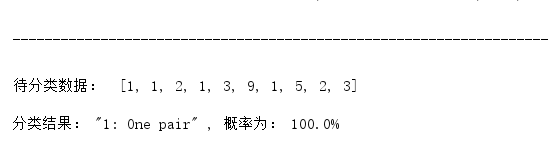 待分类数据： [1, 1, 2, 1, 3, 9, 1, 5, 2, 3]
分类结果： "1: One pair" , 概率为： 100.0%